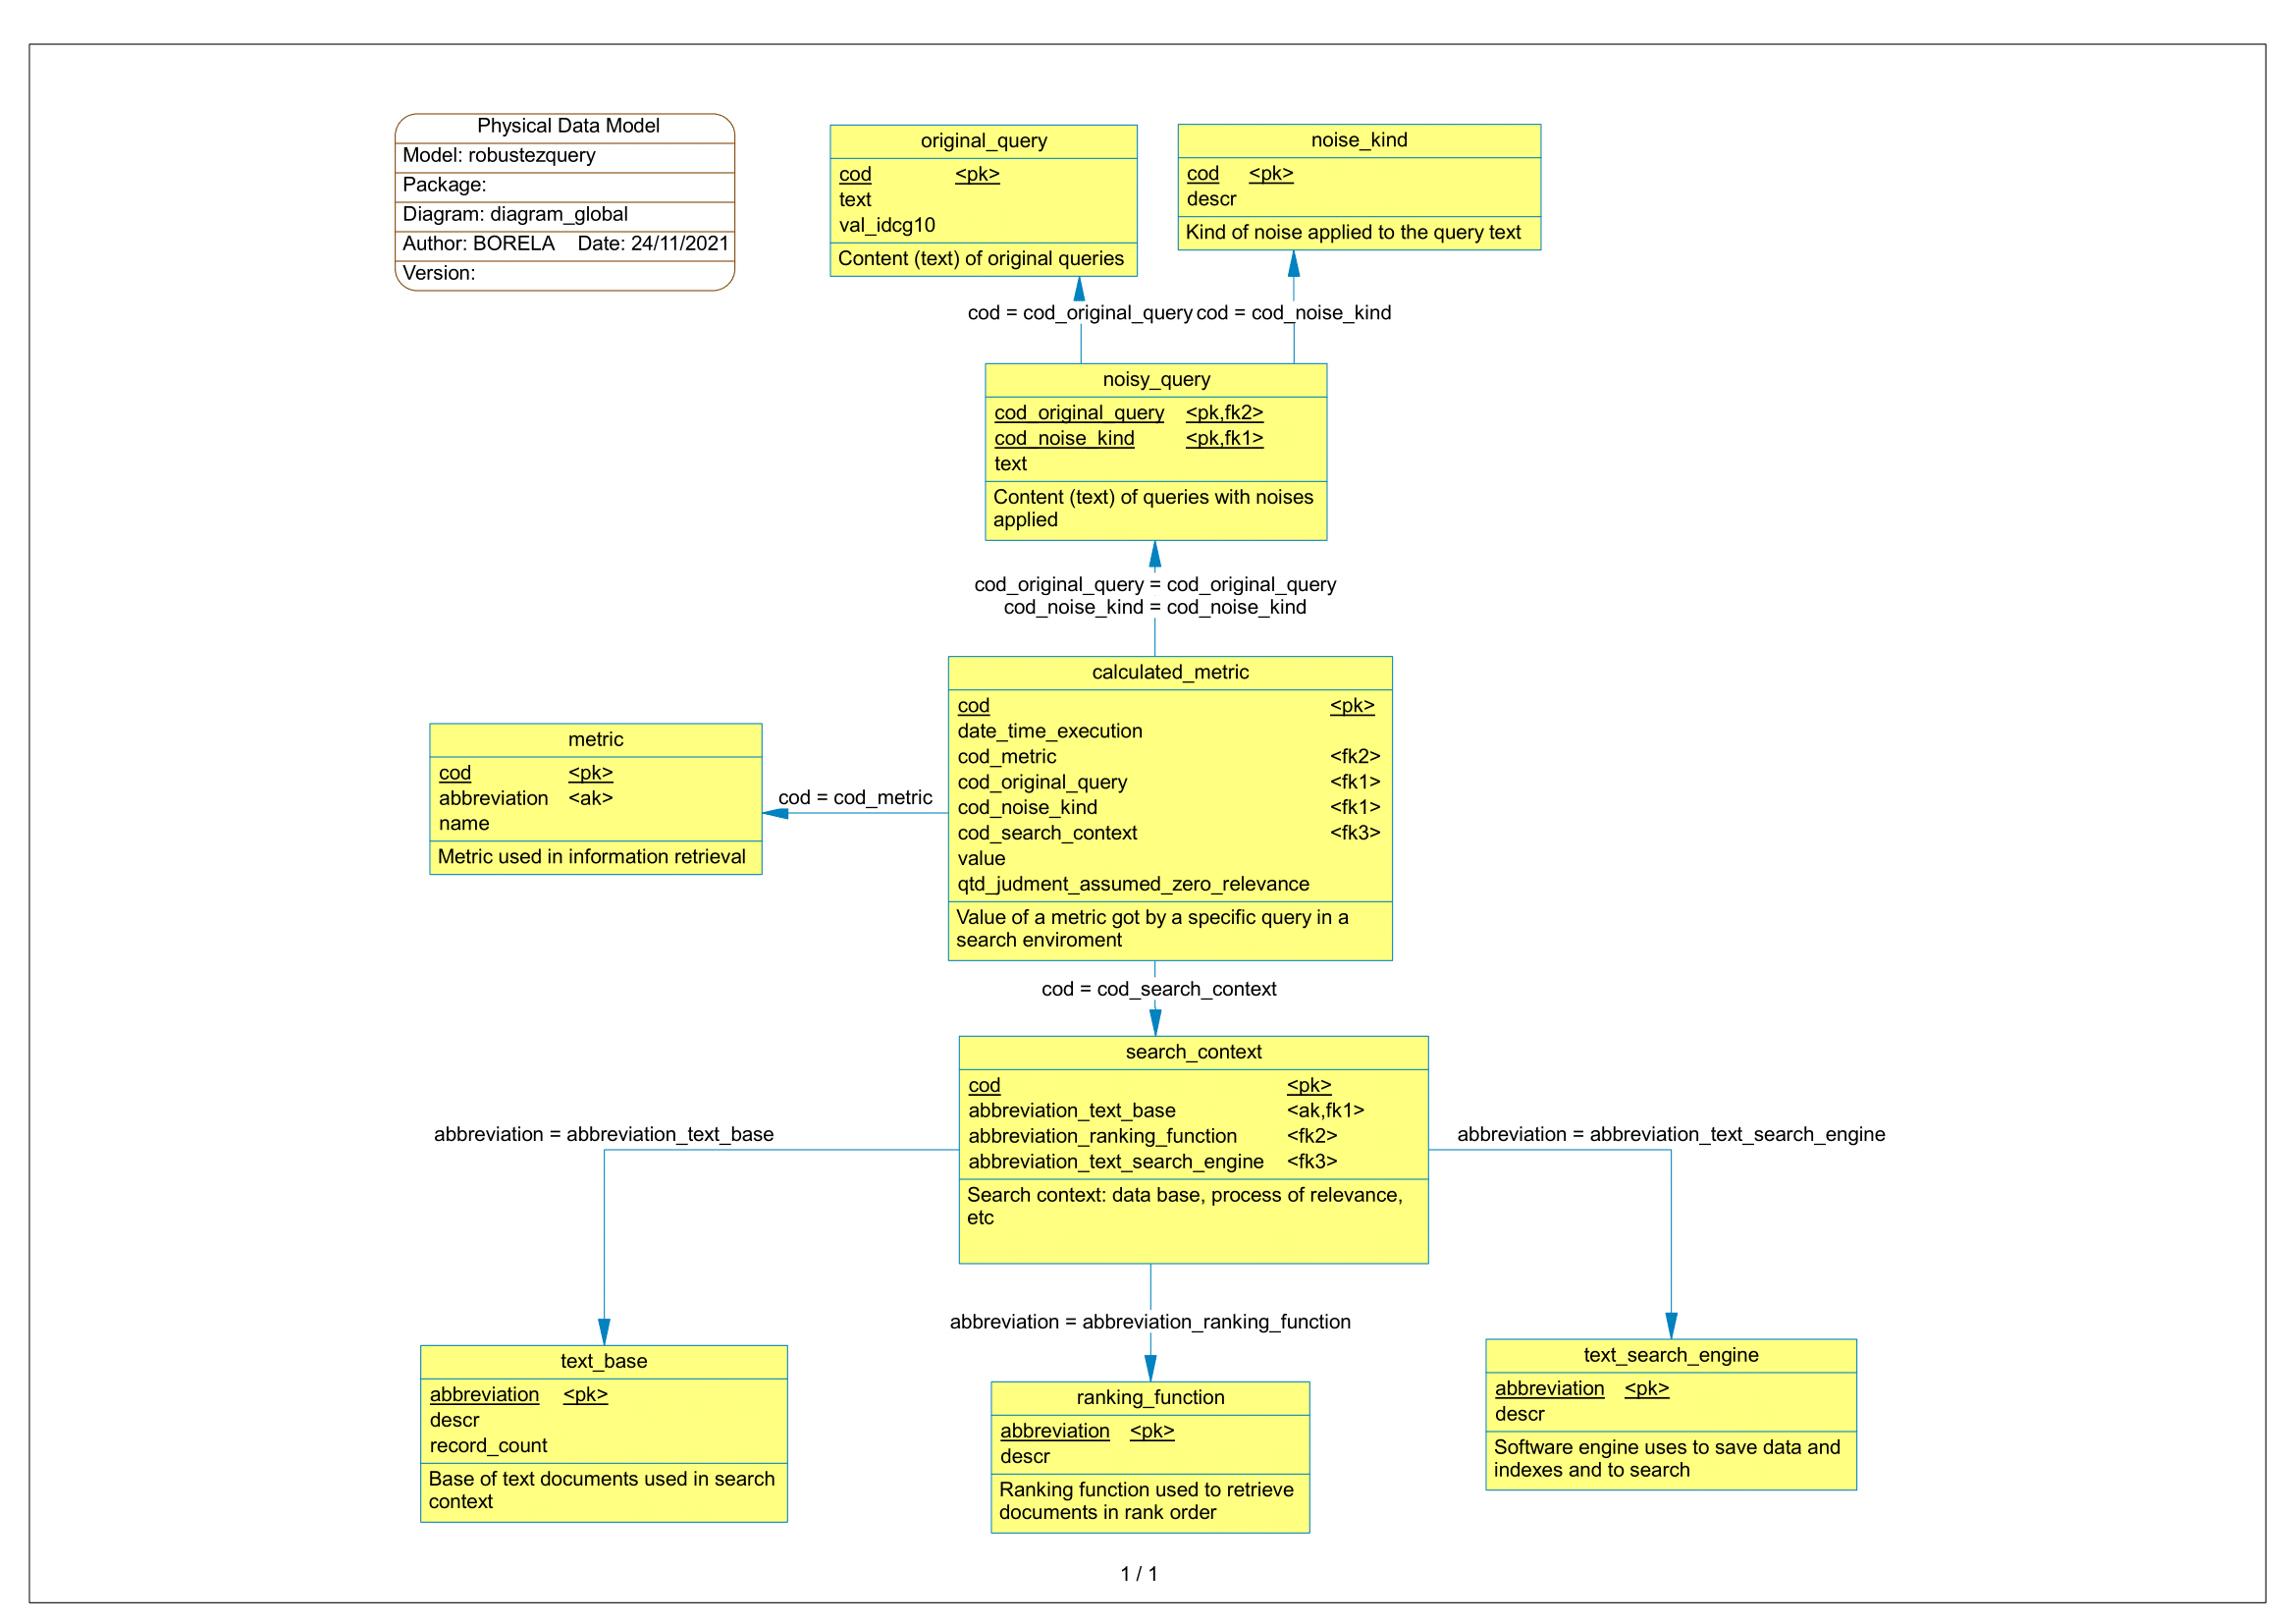 Physical Data Model
Model: robustezquery
Package:
Diagram: diagram_global
Author: BORELA Date: 24/11/2021
Version:
original_query
cod <pk>
text
val_idcg10
Content (text) of original queries
noise_kind
cod <pk>
descr
Kind of noise applied to the query text
cod = cod_original_query
cod = cod_noise_kind
noisy_query
cod_original_query <pk,fk2>
cod_noise_kind <pk,fk1>
text
Content (text) of queries with noises
applied
cod_original_query = cod_original_query
cod_noise_kind = cod_noise_kind
calculated_metric
cod <pk>
date_time_execution
cod_metric <fk2>
cod_original_query <fk1>
cod_noise_kind <fk1>
cod_search_context <fk3>
value
qtd_judgment_assumed_zero_relevance
Value of a metric got by a specific query in a
search enviroment
metric
cod <pk>
abbreviation <ak>
name
Metric used in information retrieval
cod = cod_metric
cod = cod_search_context
search_context
cod <pk>
abbreviation_text_base <ak,fk1>
abbreviation_ranking_function <fk2>
abbreviation_text_search_engine <fk3>
Search context: data base, process of relevance,
etc
abbreviation = abbreviation_text_base
abbreviation = abbreviation_text_search_engine
abbreviation = abbreviation_ranking_function
text_base
abbreviation <pk>
descr
record_count
Base of text documents used in search
context
ranking_function
abbreviation <pk>
descr
Ranking function used to retrieve
documents in rank order
text_search_engine
abbreviation <pk>
descr
Software engine uses to save data and
indexes and to search
1 / 1